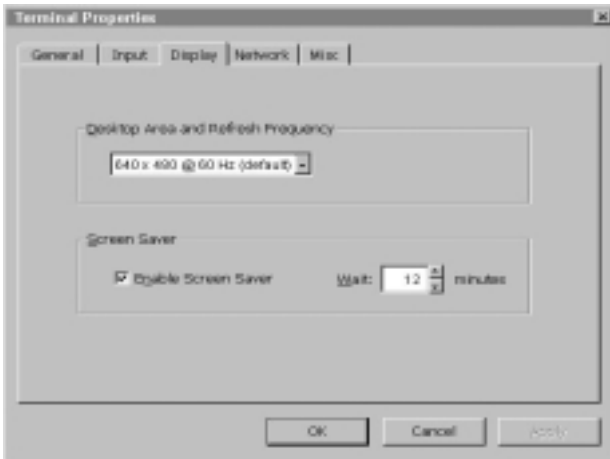 Terminal Properties
General Input Display Network Misc
Desktop Area and Refresh Frequency
640 x 480 @ 60 Hz (default)
Screen Saver
Enable Screen Saver Wait: 12 minutes
OK Cancel Apply